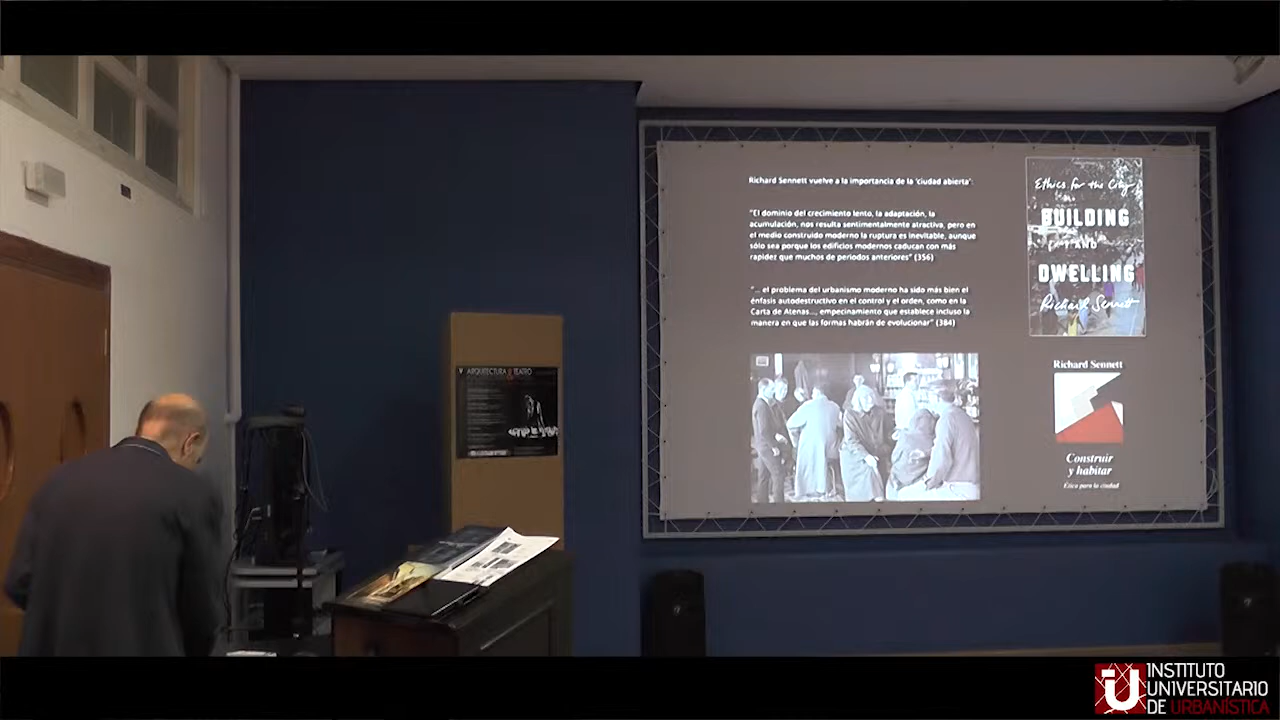 Richard Sennett vuelve a la importancia de la 'ciudad abierta'.
"El dominio del crecimiento lento, la adaptación, la
acumulación, nos resulta sentimentalmente atractiva, pero en
el medio construido moderno la ruptura es inevitable, aunque
sólo sea porque los edificios modernos caducan con más
rapidez que muchos de periodos anteriores" (356)
"... el problema del urbanismo moderno ha sido más bien el
énfasis autodestructivo en el control y el orden, como en la
Carta de Atenas..., empecinamiento que establece incluso la
manera en que las formas habrán de evolucionar" (384)
Ethics for the City
BUILDING
AND
DWELLING
Richard Sennett
Richard Sennett
Construir
y habitar
Ética para la ciudad
V ARQUITECTURA TEATRO
INSTITUTO
UNIVERSITARIO
DE URBANÍSTICA